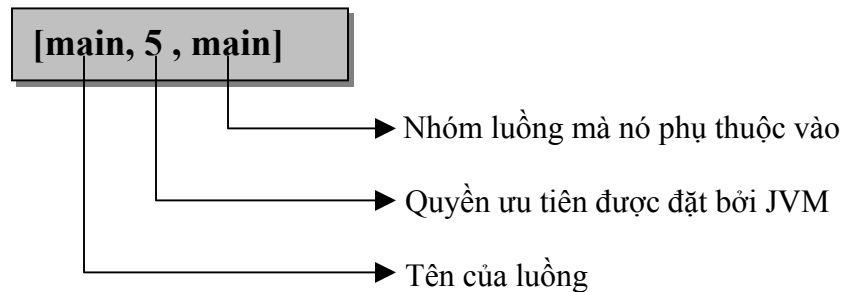 [main, 5 , main]
Nhóm luồng mà nó phụ thuộc vào
Quyền ưu tiên được đặt bởi JVM
Tên của luồng